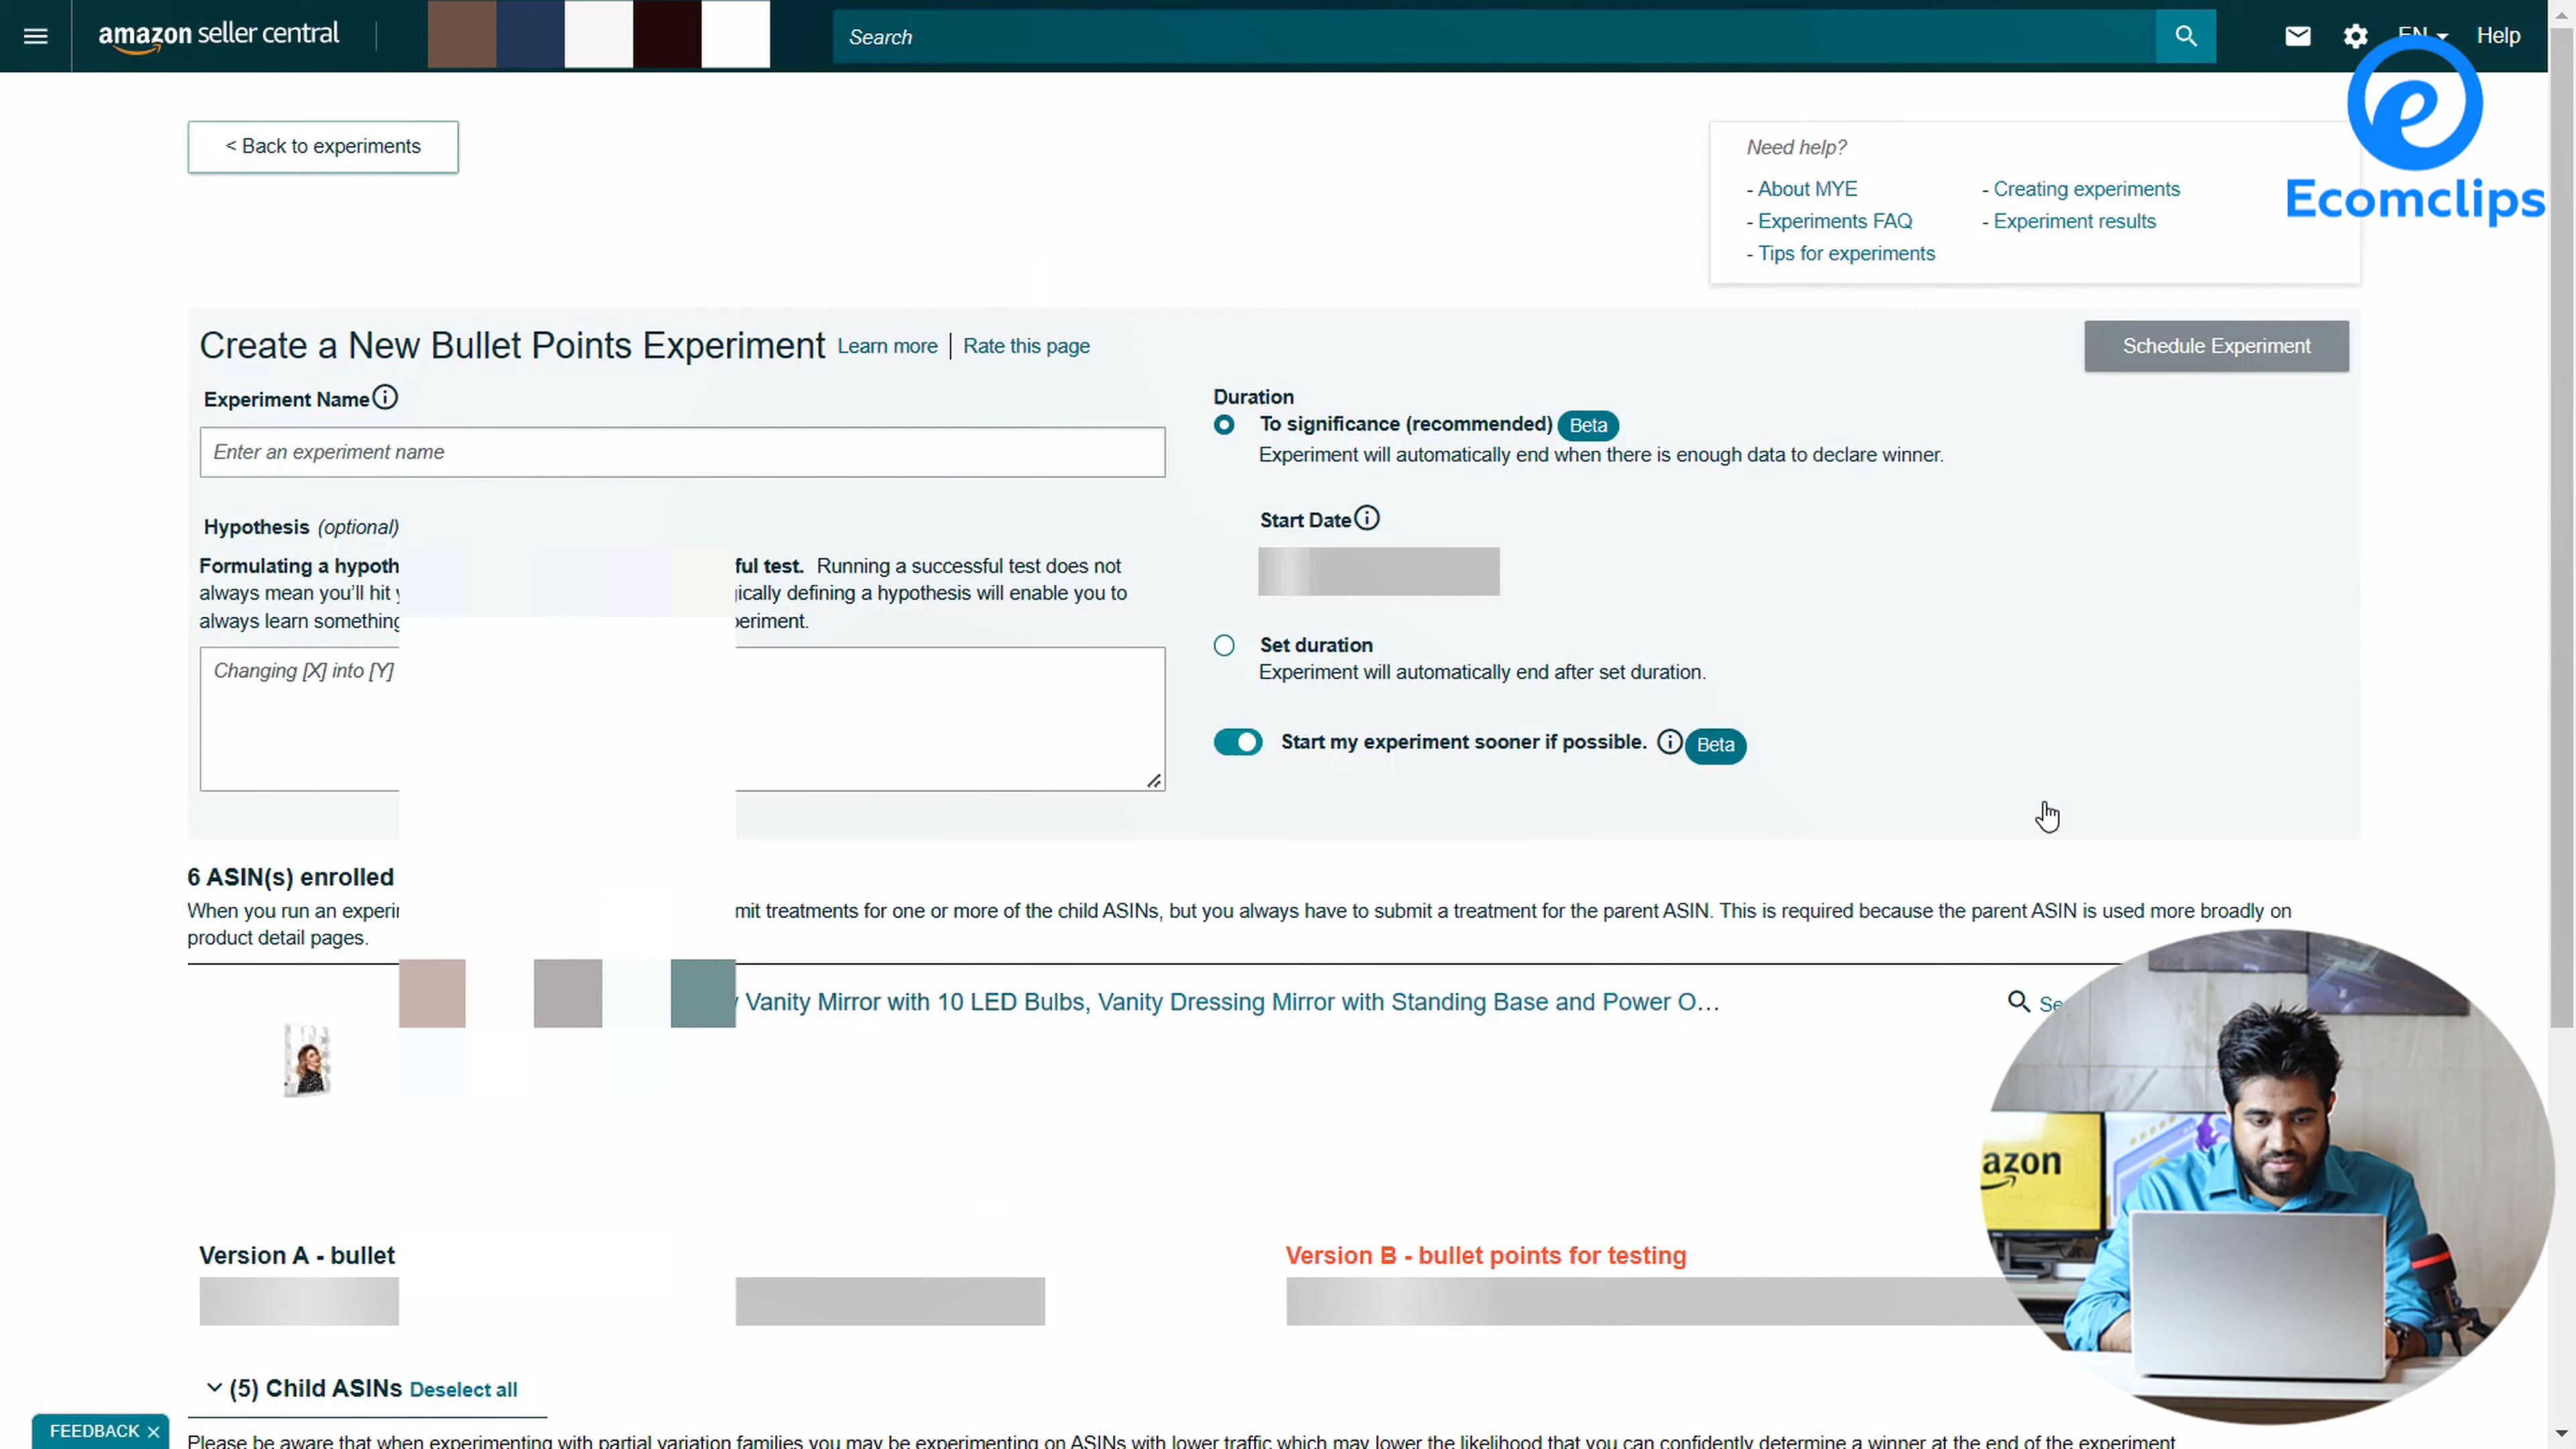 amazon seller central
Search
EN
Help
Ecomclips
< Back to experiments
Need help?
- About MYE
- Creating experiments
- Experiments FAQ
- Experiment results
- Tips for experiments
Create a New Bullet Points Experiment Learn more | Rate this page
Schedule Experiment
Experiment Name
Enter an experiment name
Hypothesis (optional)
Formulating a hypoth ful test. Running a successful test does not
always mean you'll hit gically defining a hypothesis will enable you to
always learn something eriment.
Changing [X] into [Y]
Duration
To significance (recommended) Beta
Experiment will automatically end when there is enough data to declare winner.
Start Date
Set duration
Experiment will automatically end after set duration.
Start my experiment sooner if possible. Beta
6 ASIN(s) enrolled
When you run an experi mit treatments for one or more of the child ASINs, but you always have to submit a treatment for the parent ASIN. This is required because the parent ASIN is used more broadly on
product detail pages.
Vanity Mirror with 10 LED Bulbs, Vanity Dressing Mirror with Standing Base and Power O...
Se
azon
Version A - bullet
Version B - bullet points for testing
(5) Child ASINs Deselect all
FEEDBACK ×
Please be aware that when experimenting with partial variation families you may be experimenting on ASINs with lower traffic which may lower the likelihood that you can confidently determine a winner at the end of the experiment